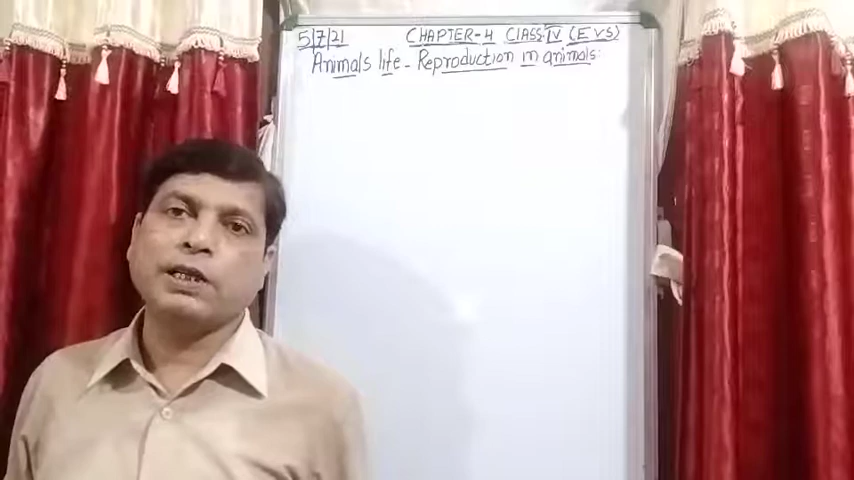 5/7/21 CHAPTER-4 CLASS-IV (EVS)
Animals life - Reproduction in animals: